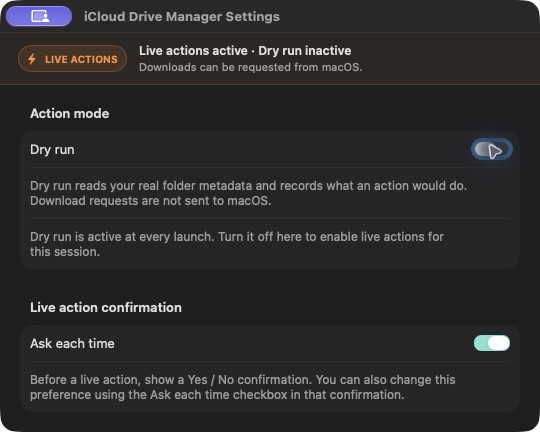 iCloud Drive Manager Settings
LIVE ACTIONS
Live actions active · Dry run inactive
Downloads can be requested from macOS.
Action mode
Dry run
Dry run reads your real folder metadata and records what an action would do.
Download requests are not sent to macOS.
Dry run is active at every launch. Turn it off here to enable live actions for
this session.
Live action confirmation
Ask each time
Before a live action, show a Yes / No confirmation. You can also change this
preference using the Ask each time checkbox in that confirmation.